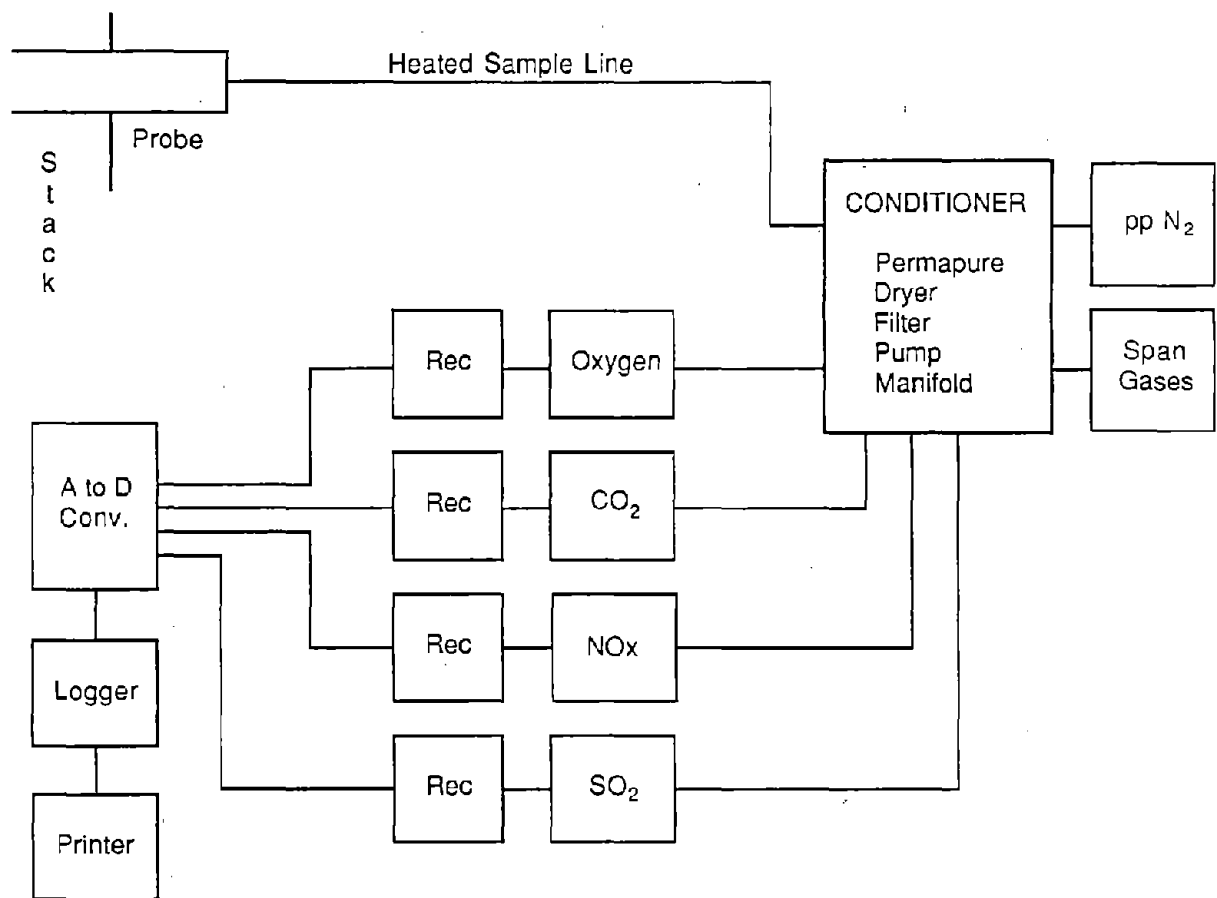 Heated Sample Line
Probe
Stack
CONDITIONER
Permapure
Dryer
Filter
Pump
Manifold
pp N₂
Span
Gases
Rec
Oxygen
A to D
Conv.
Rec
CO₂
Rec
NOx
Logger
Rec
SO₂
Printer